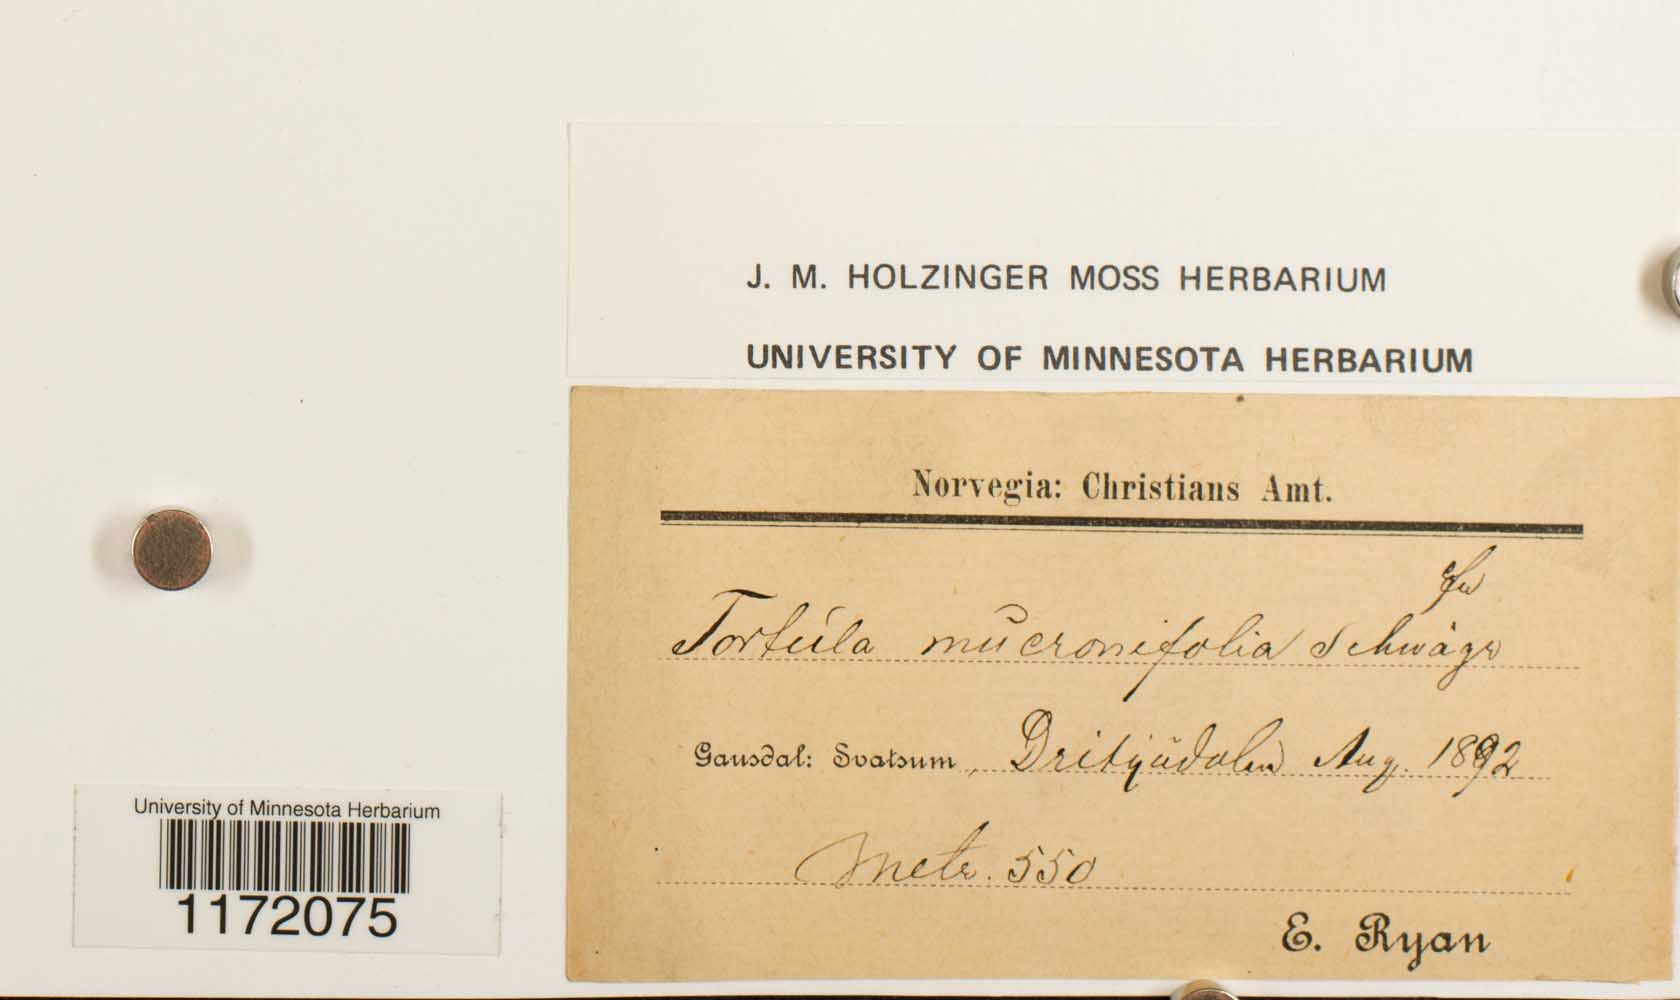 J. M. HOLZINGER MOSS HERBARIUM
UNIVERSITY OF MINNESOTA HERBARIUM
Norvegia: Christians Amt.
Tortula mucronifolia Schwägr
Gausdal: Svatsum, Aug. 1892
Metr. 550
E. Ryan
University of Minnesota Herbarium
1172075